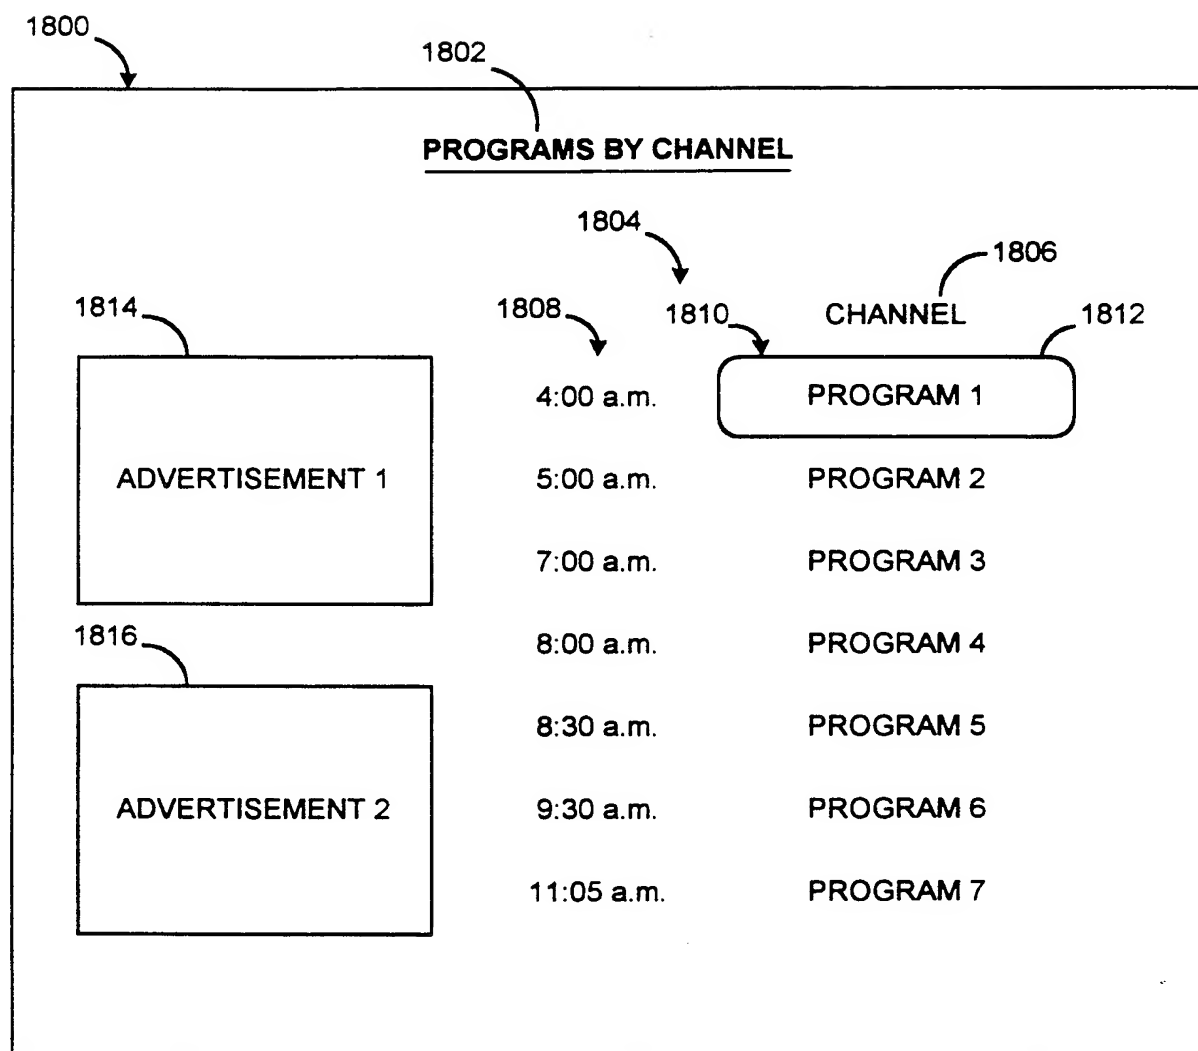 1800
1802
PROGRAMS BY CHANNEL
1804
1806
1814
1808
1810
CHANNEL
1812
4:00 a.m. PROGRAM 1
ADVERTISEMENT 1
5:00 a.m. PROGRAM 2
7:00 a.m. PROGRAM 3
1816
8:00 a.m. PROGRAM 4
8:30 a.m. PROGRAM 5
ADVERTISEMENT 2
9:30 a.m. PROGRAM 6
11:05 a.m. PROGRAM 7